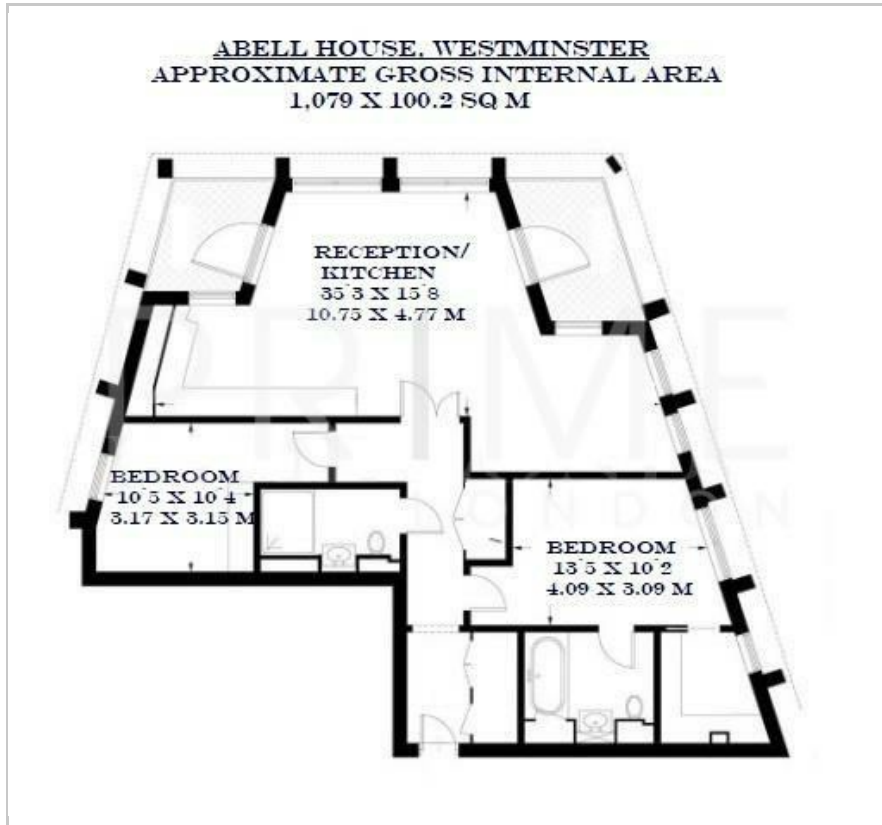 ABELL HOUSE, WESTMINSTER
APPROXIMATE GROSS INTERNAL AREA
1,079 X 100.2 SQ M
RECEPTION/
KITCHEN
35'3 X 15'8
10.75 X 4.77 M
BEDROOM
10'5 X 10'4
3.17 X 3.15 M
BEDROOM
13'5 X 10'2
4.09 X 3.09 M
PRIME
LONDON